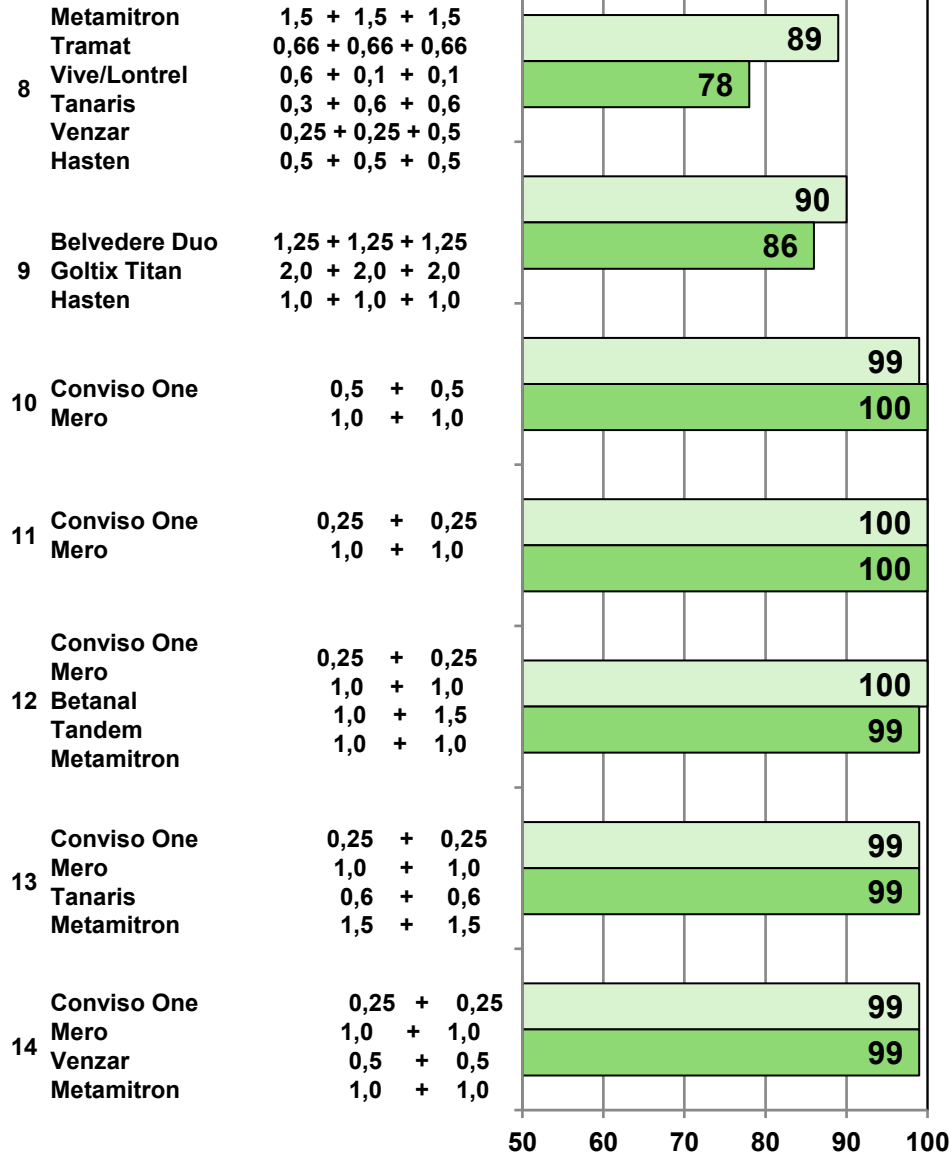 Metamitron 1,5 + 1,5 + 1,5
Tramat 0,66 + 0,66 + 0,66
89
8 Vive/Lontrel 0,6 + 0,1 + 0,1
78
Tanaris 0,3 + 0,6 + 0,6
Venzar 0,25 + 0,25 + 0,5
Hasten 0,5 + 0,5 + 0,5
90
Belvedere Duo 1,25 + 1,25 + 1,25
86
9 Goltix Titan 2,0 + 2,0 + 2,0
Hasten 1,0 + 1,0 + 1,0
99
10 Conviso One 0,5 + 0,5
Mero 1,0 + 1,0
100
11 Conviso One 0,25 + 0,25
100
Mero 1,0 + 1,0
100
Conviso One
0,25 + 0,25
Mero
1,0 + 1,0
100
12 Betanal
1,0 + 1,5
Tandem
99
1,0 + 1,0
Metamitron
Conviso One 0,25 + 0,25
99
13 Mero 1,0 + 1,0
Tanaris 0,6 + 0,6
99
Metamitron 1,5 + 1,5
Conviso One 0,25 + 0,25
99
14 Mero 1,0 + 1,0
Venzar 0,5 + 0,5
99
Metamitron 1,0 + 1,0
50 60 70 80 90 100